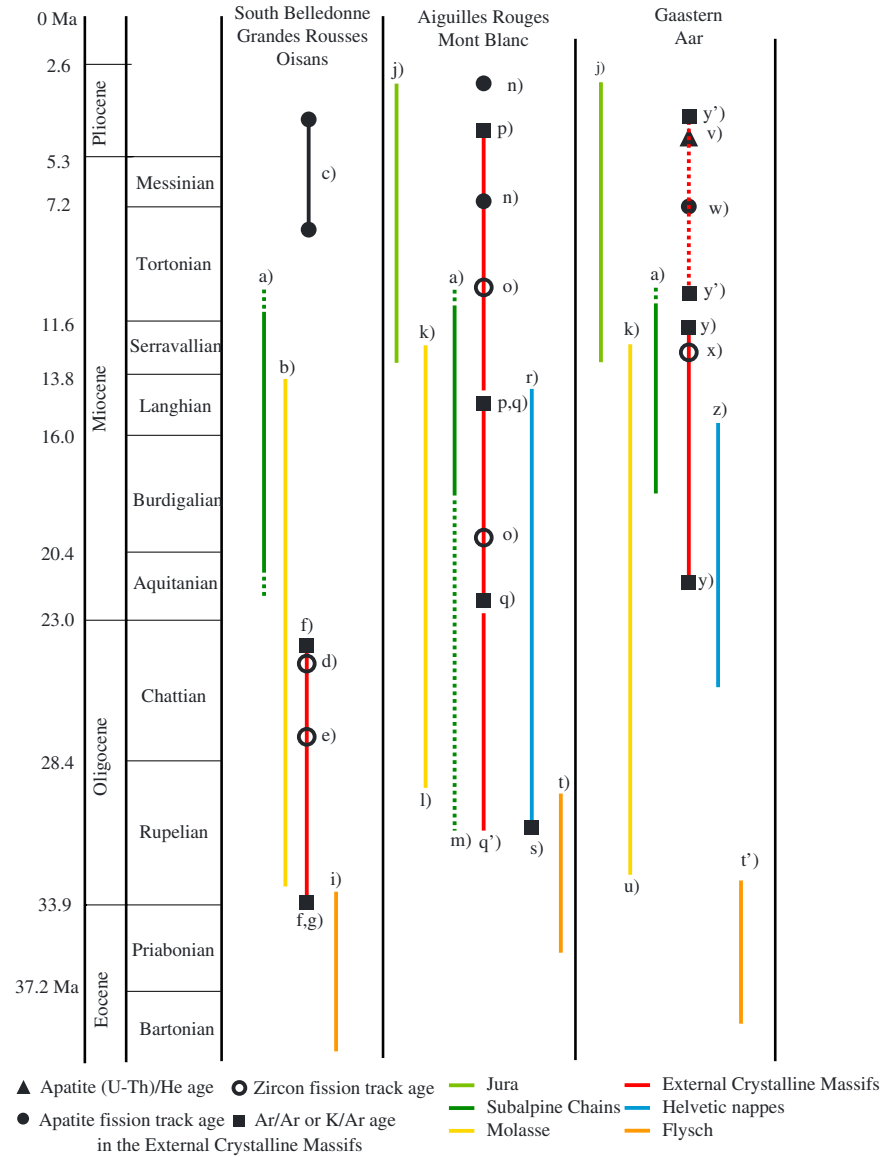 0 Ma
South Belledonne
Grandes Rousses
Oisans
Aiguilles Rouges
Mont Blanc
Gaastern
Aar
2.6
5.3
7.2
11.6
13.8
16.0
20.4
23.0
28.4
33.9
37.2 Ma
Pliocene
Miocene
Oligocene
Eocene
Messinian
Tortonian
Serravallian
Langhian
Burdigalian
Aquitanian
Chattian
Rupelian
Priabonian
Bartonian
c)
a)
b)
f)
d)
e)
i)
f,g)
j)
n)
p)
n)
a)
o)
k)
r)
p,q)
o)
q)
t)
l)
m)
q')
s)
j)
y')
v)
w)
a)
y')
k)
y)
x)
z)
y)
t')
u)
Apatite (U-Th)/He age
Zircon fission track age
Apatite fission track age
Ar/Ar or K/Ar age
in the External Crystalline Massifs
Jura
Subalpine Chains
Molasse
External Crystalline Massifs
Helvetic nappes
Flysch